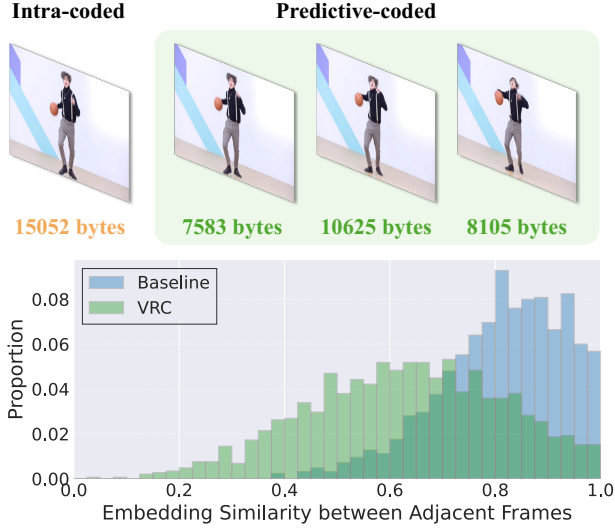 Intra-coded
Predictive-coded
15052 bytes
7583 bytes
10625 bytes
8105 bytes
Baseline
VRC
Proportion
0.08
0.06
0.04
0.02
0.00
0.0 0.2 0.4 0.6 0.8 1.0
Embedding Similarity between Adjacent Frames